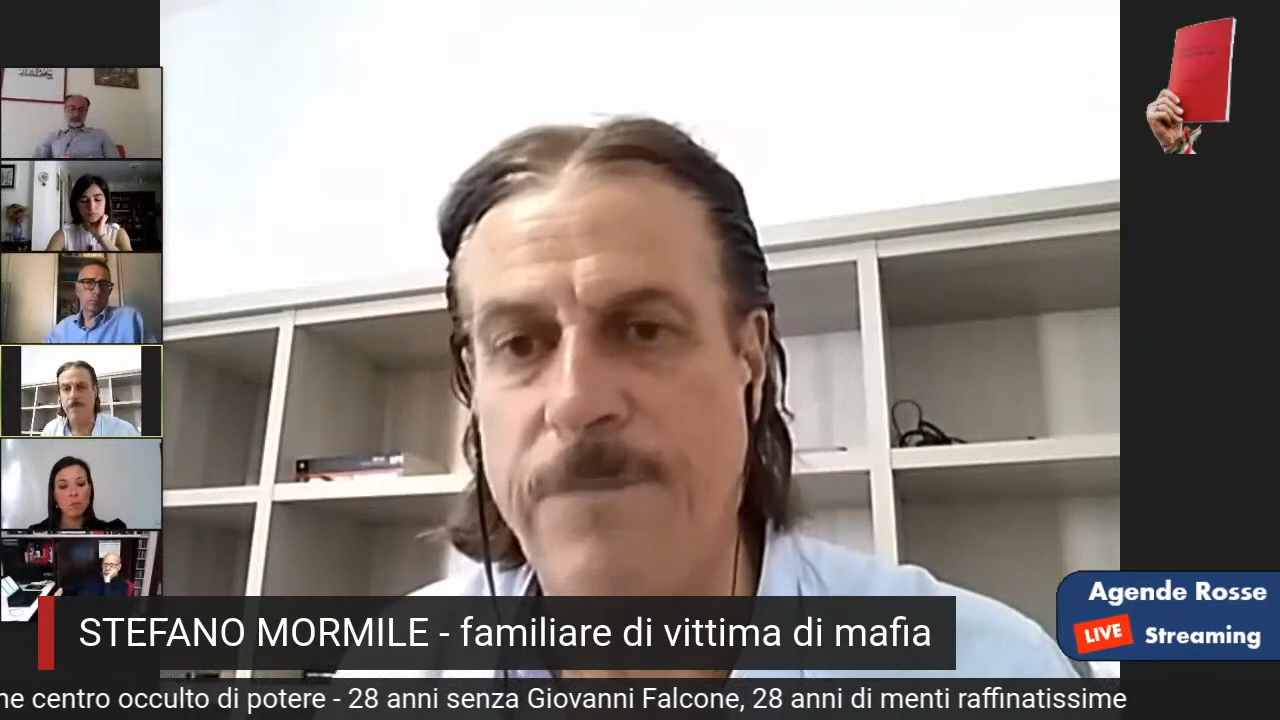 STEFANO MORMILE - familiare di vittima di mafia
Agende Rosse
LIVE Streaming
ne centro occulto di potere - 28 anni senza Giovanni Falcone, 28 anni di menti raffinatissime